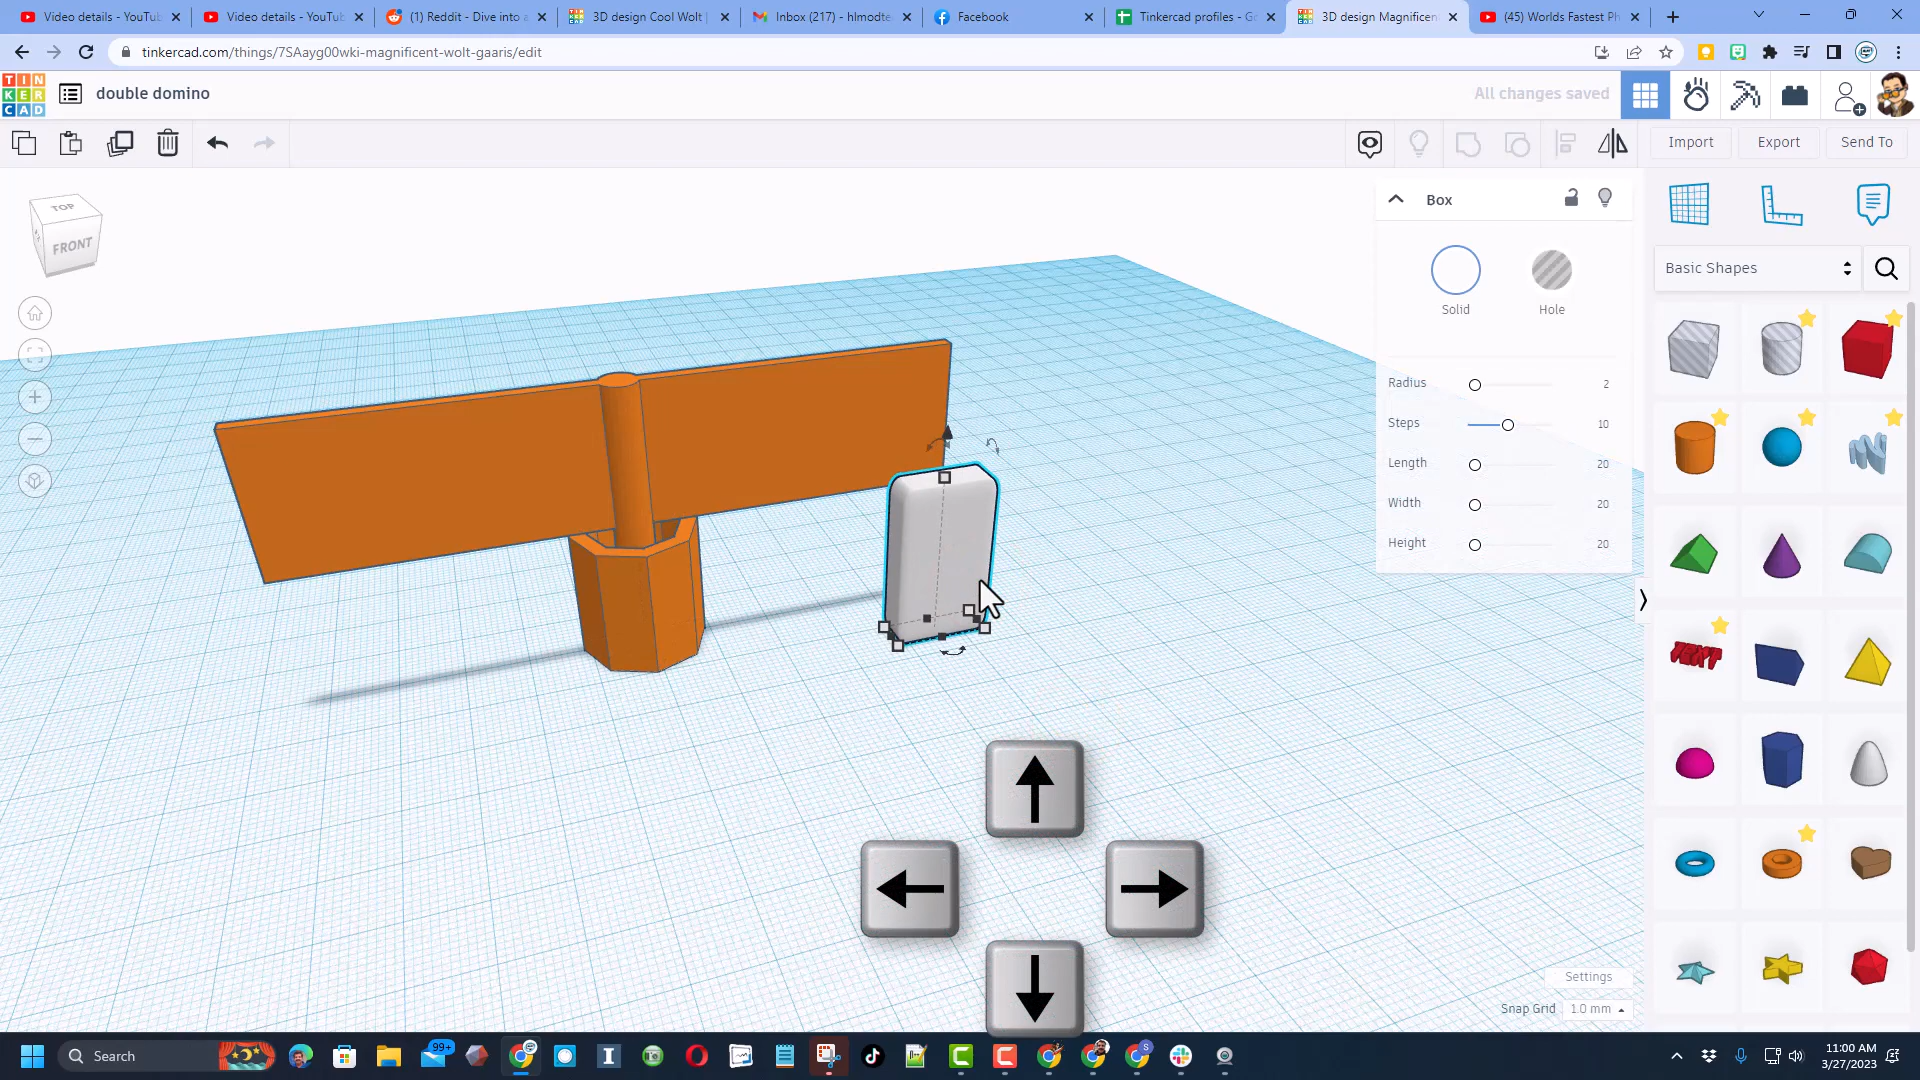 Video details - YouTub
Video details - YouTub
(1) Reddit - Dive into a
3D design Cool Wolt
Inbox (217) - hlmodte
Facebook
Tinkercad profiles - Go
3D design Magnificen
(45) Worlds Fastest Ph
tinkercad.com/things/7SAayg00wki-magnificent-wolt-gaaris/edit
TIN
KER
CAD
double domino
All changes saved
Import
Export
Send To
TOP
FRONT
Box
Solid
Hole
Radius 2
Steps 10
Length 20
Width 20
Height 20
Basic Shapes
TEXT
Settings
Snap Grid 1.0 mm
Search
99+
11:00 AM
3/27/2023